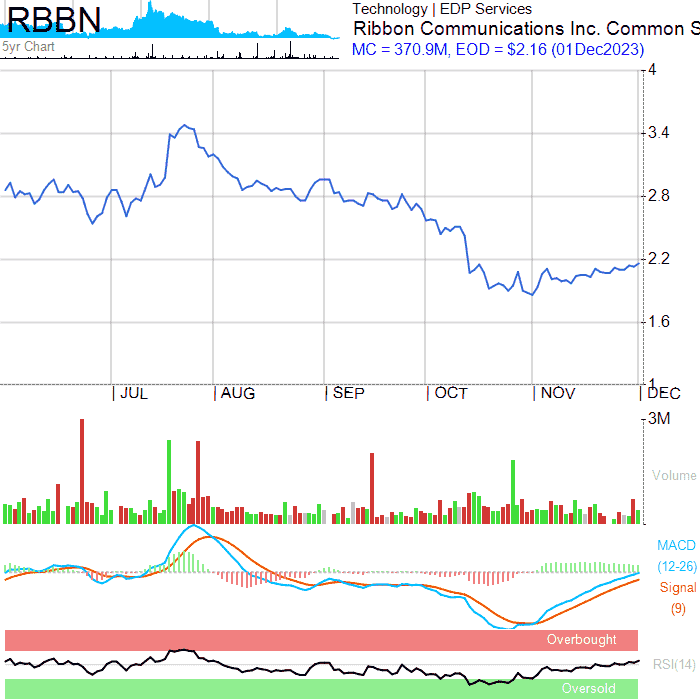 RBBN
5yr Chart
Technology | EDP Services
Ribbon Communications Inc. Common S
MC = 370.9M, EOD = $2.16 (01Dec2023)
4
3.4
2.8
2.2
1.6
1
JUL AUG SEP OCT NOV DEC
3M
Volume
MACD
(12-26)
Signal
(9)
Overbought
RSI(14)
Oversold